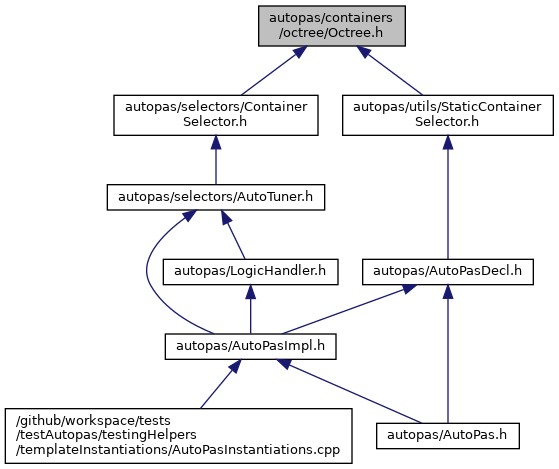 autopas/containers
/octree/Octree.h
autopas/selectors/Container
Selector.h
autopas/utils/StaticContainer
Selector.h
autopas/selectors/AutoTuner.h
autopas/LogicHandler.h
autopas/AutoPasDecl.h
autopas/AutoPasImpl.h
/github/workspace/tests
/testAutopas/testingHelpers
/templateInstantiations/AutoPasInstantiations.cpp
autopas/AutoPas.h